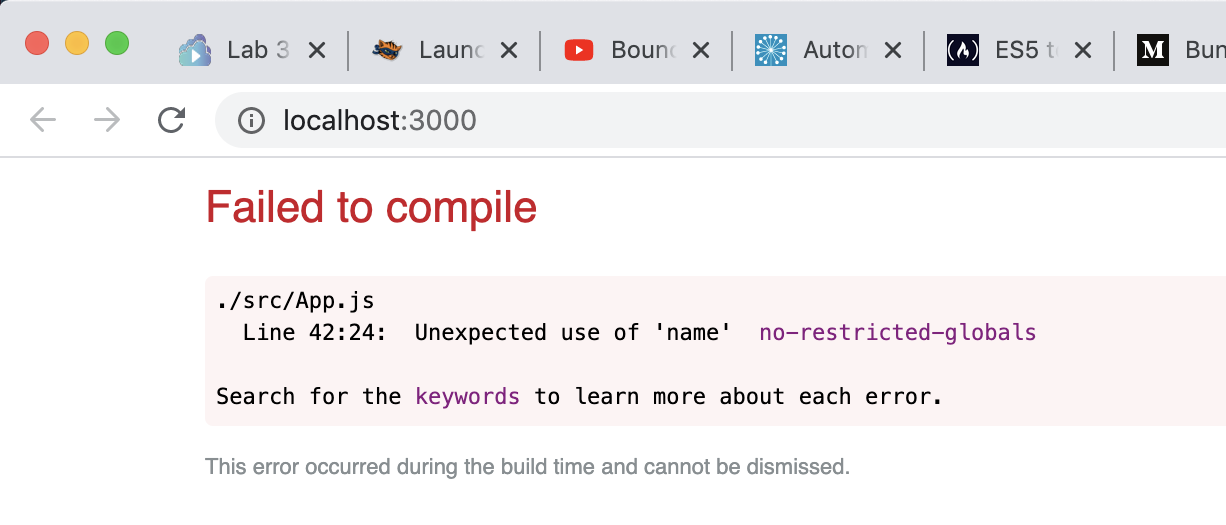 Lab 3
Laun
Boun
Auton
ES5 t
Bun
localhost:3000
Failed to compile
./src/App.js
Line 42:24: Unexpected use of 'name' no-restricted-globals
Search for the keywords to learn more about each error.
This error occurred during the build time and cannot be dismissed.